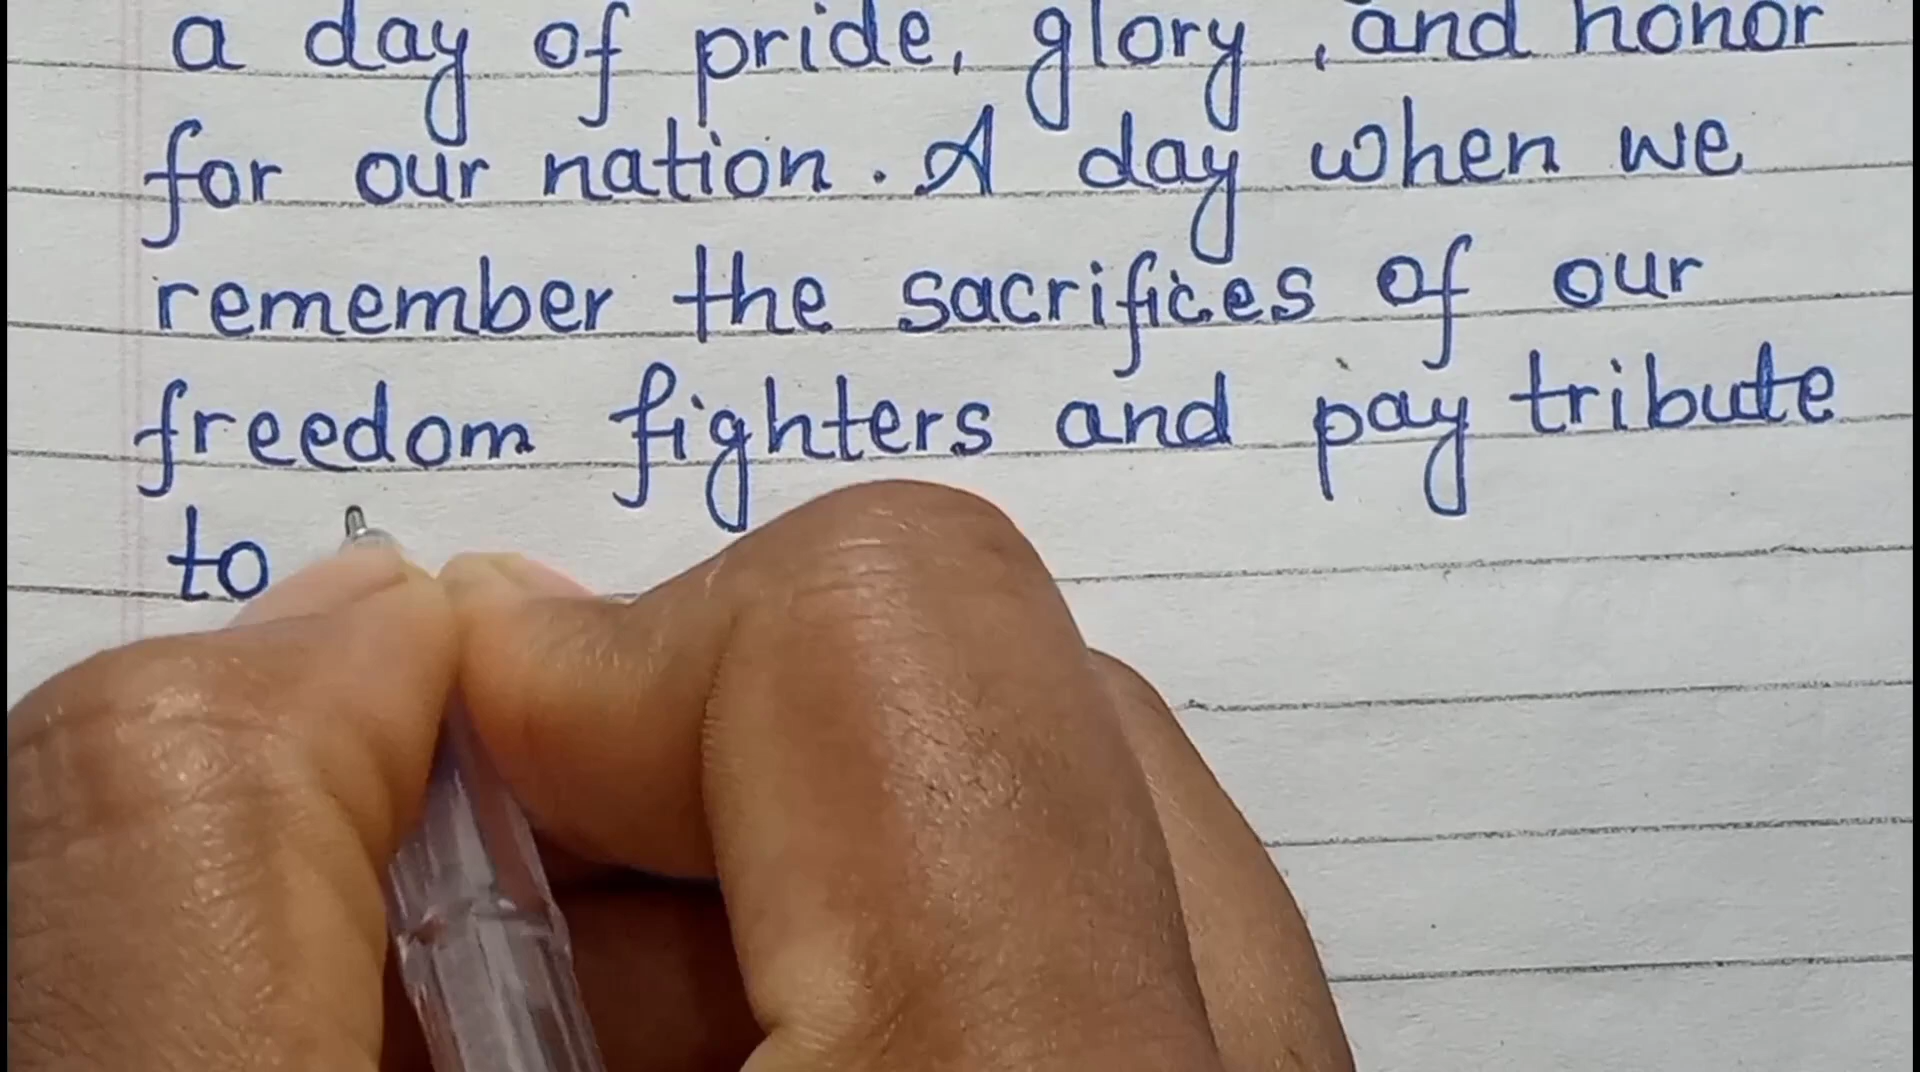 a day of pride, glory, and honor
for our nation. A day when we
remember the sacrifices of our
freedom fighters and pay tribute
to